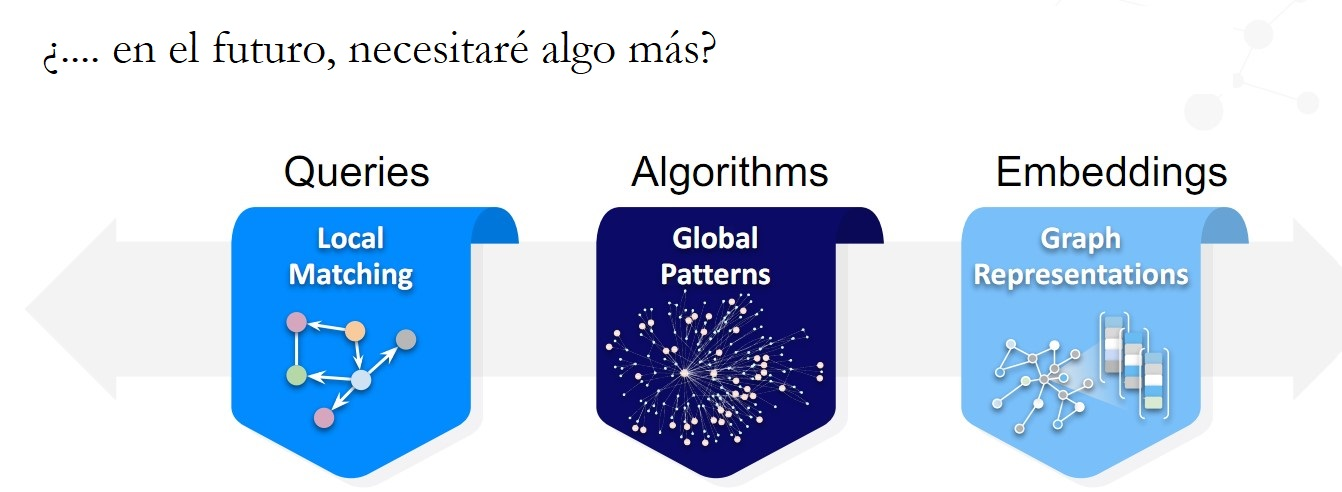 ¿.... en el futuro, necesitaré algo más?
Queries
Algorithms
Embeddings
Local
Matching
Global
Patterns
Graph
Representations